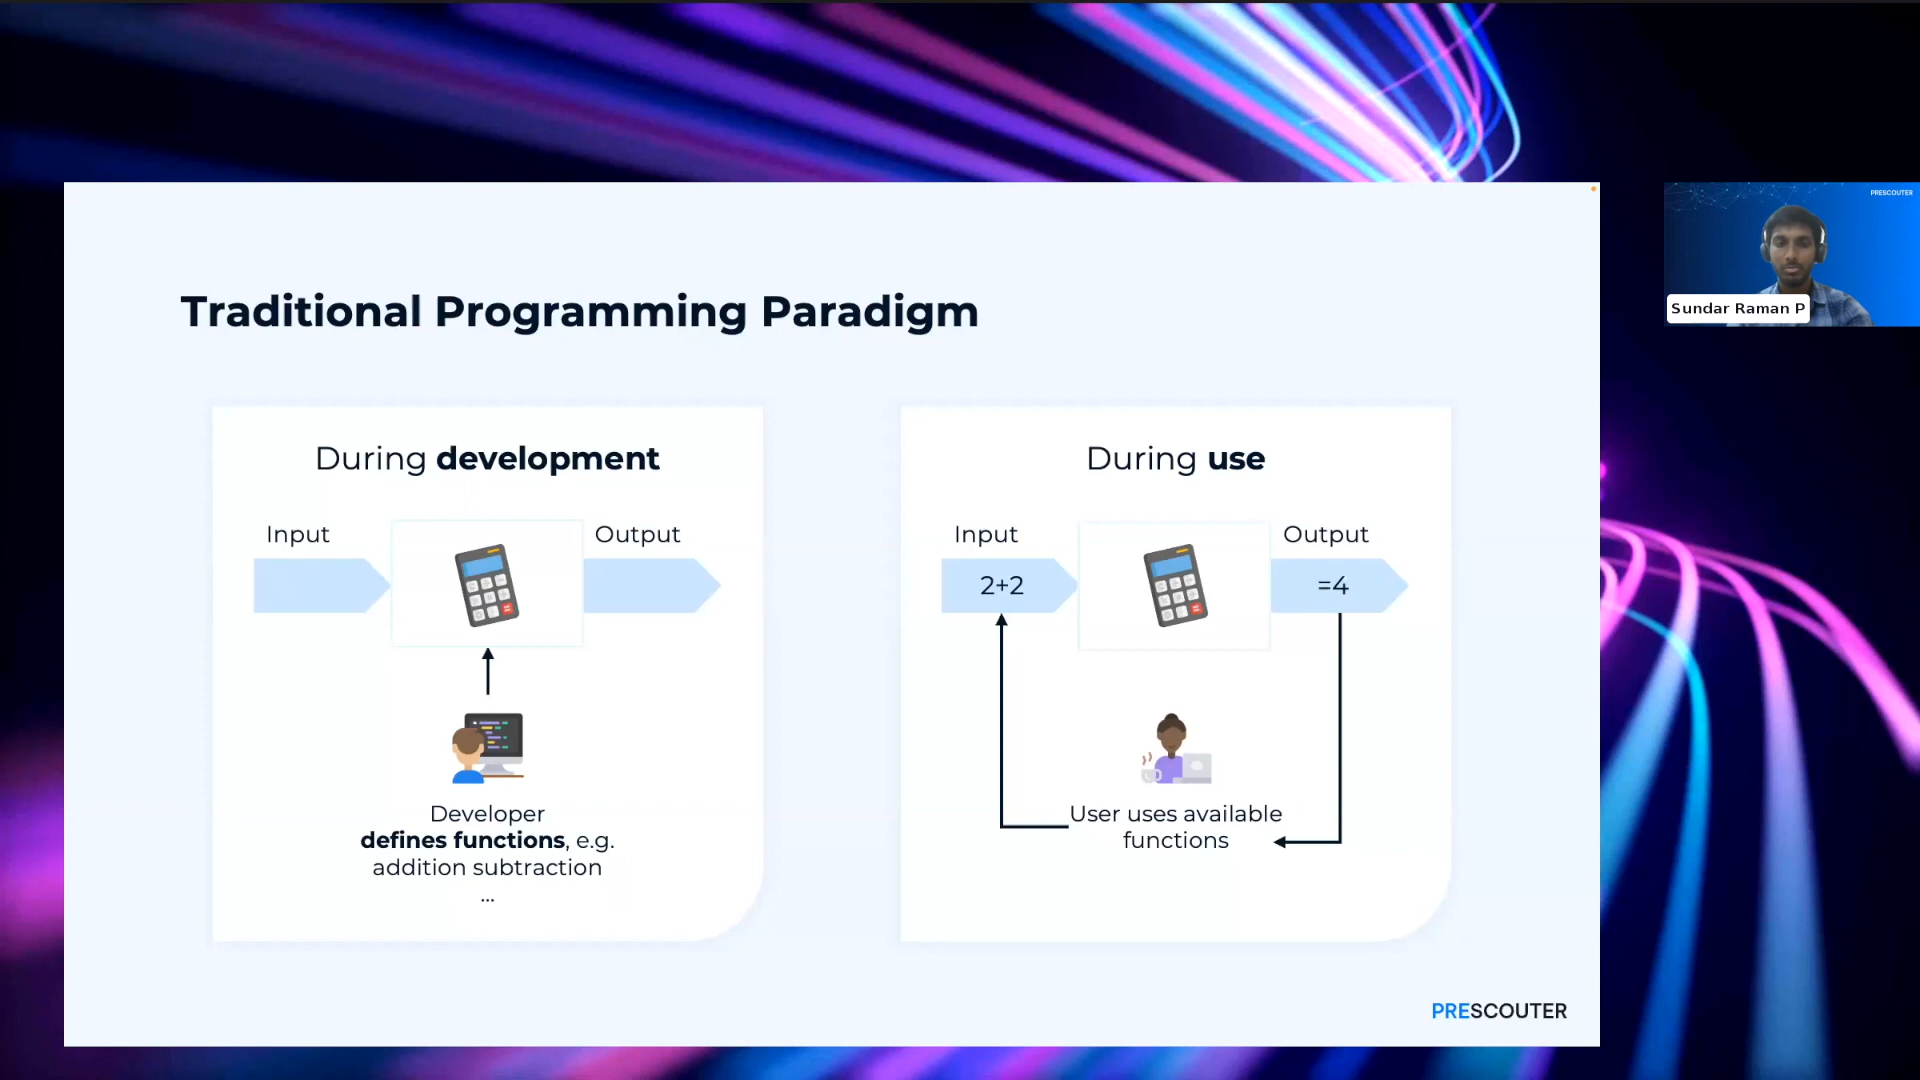 PRESCOUTER
Sundar Raman P
Traditional Programming Paradigm
During development
Input
Output
Developer
defines functions, e.g.
addition subtraction
...
During use
Input
Output
2+2
=4
User uses available
functions
PRESCOUTER